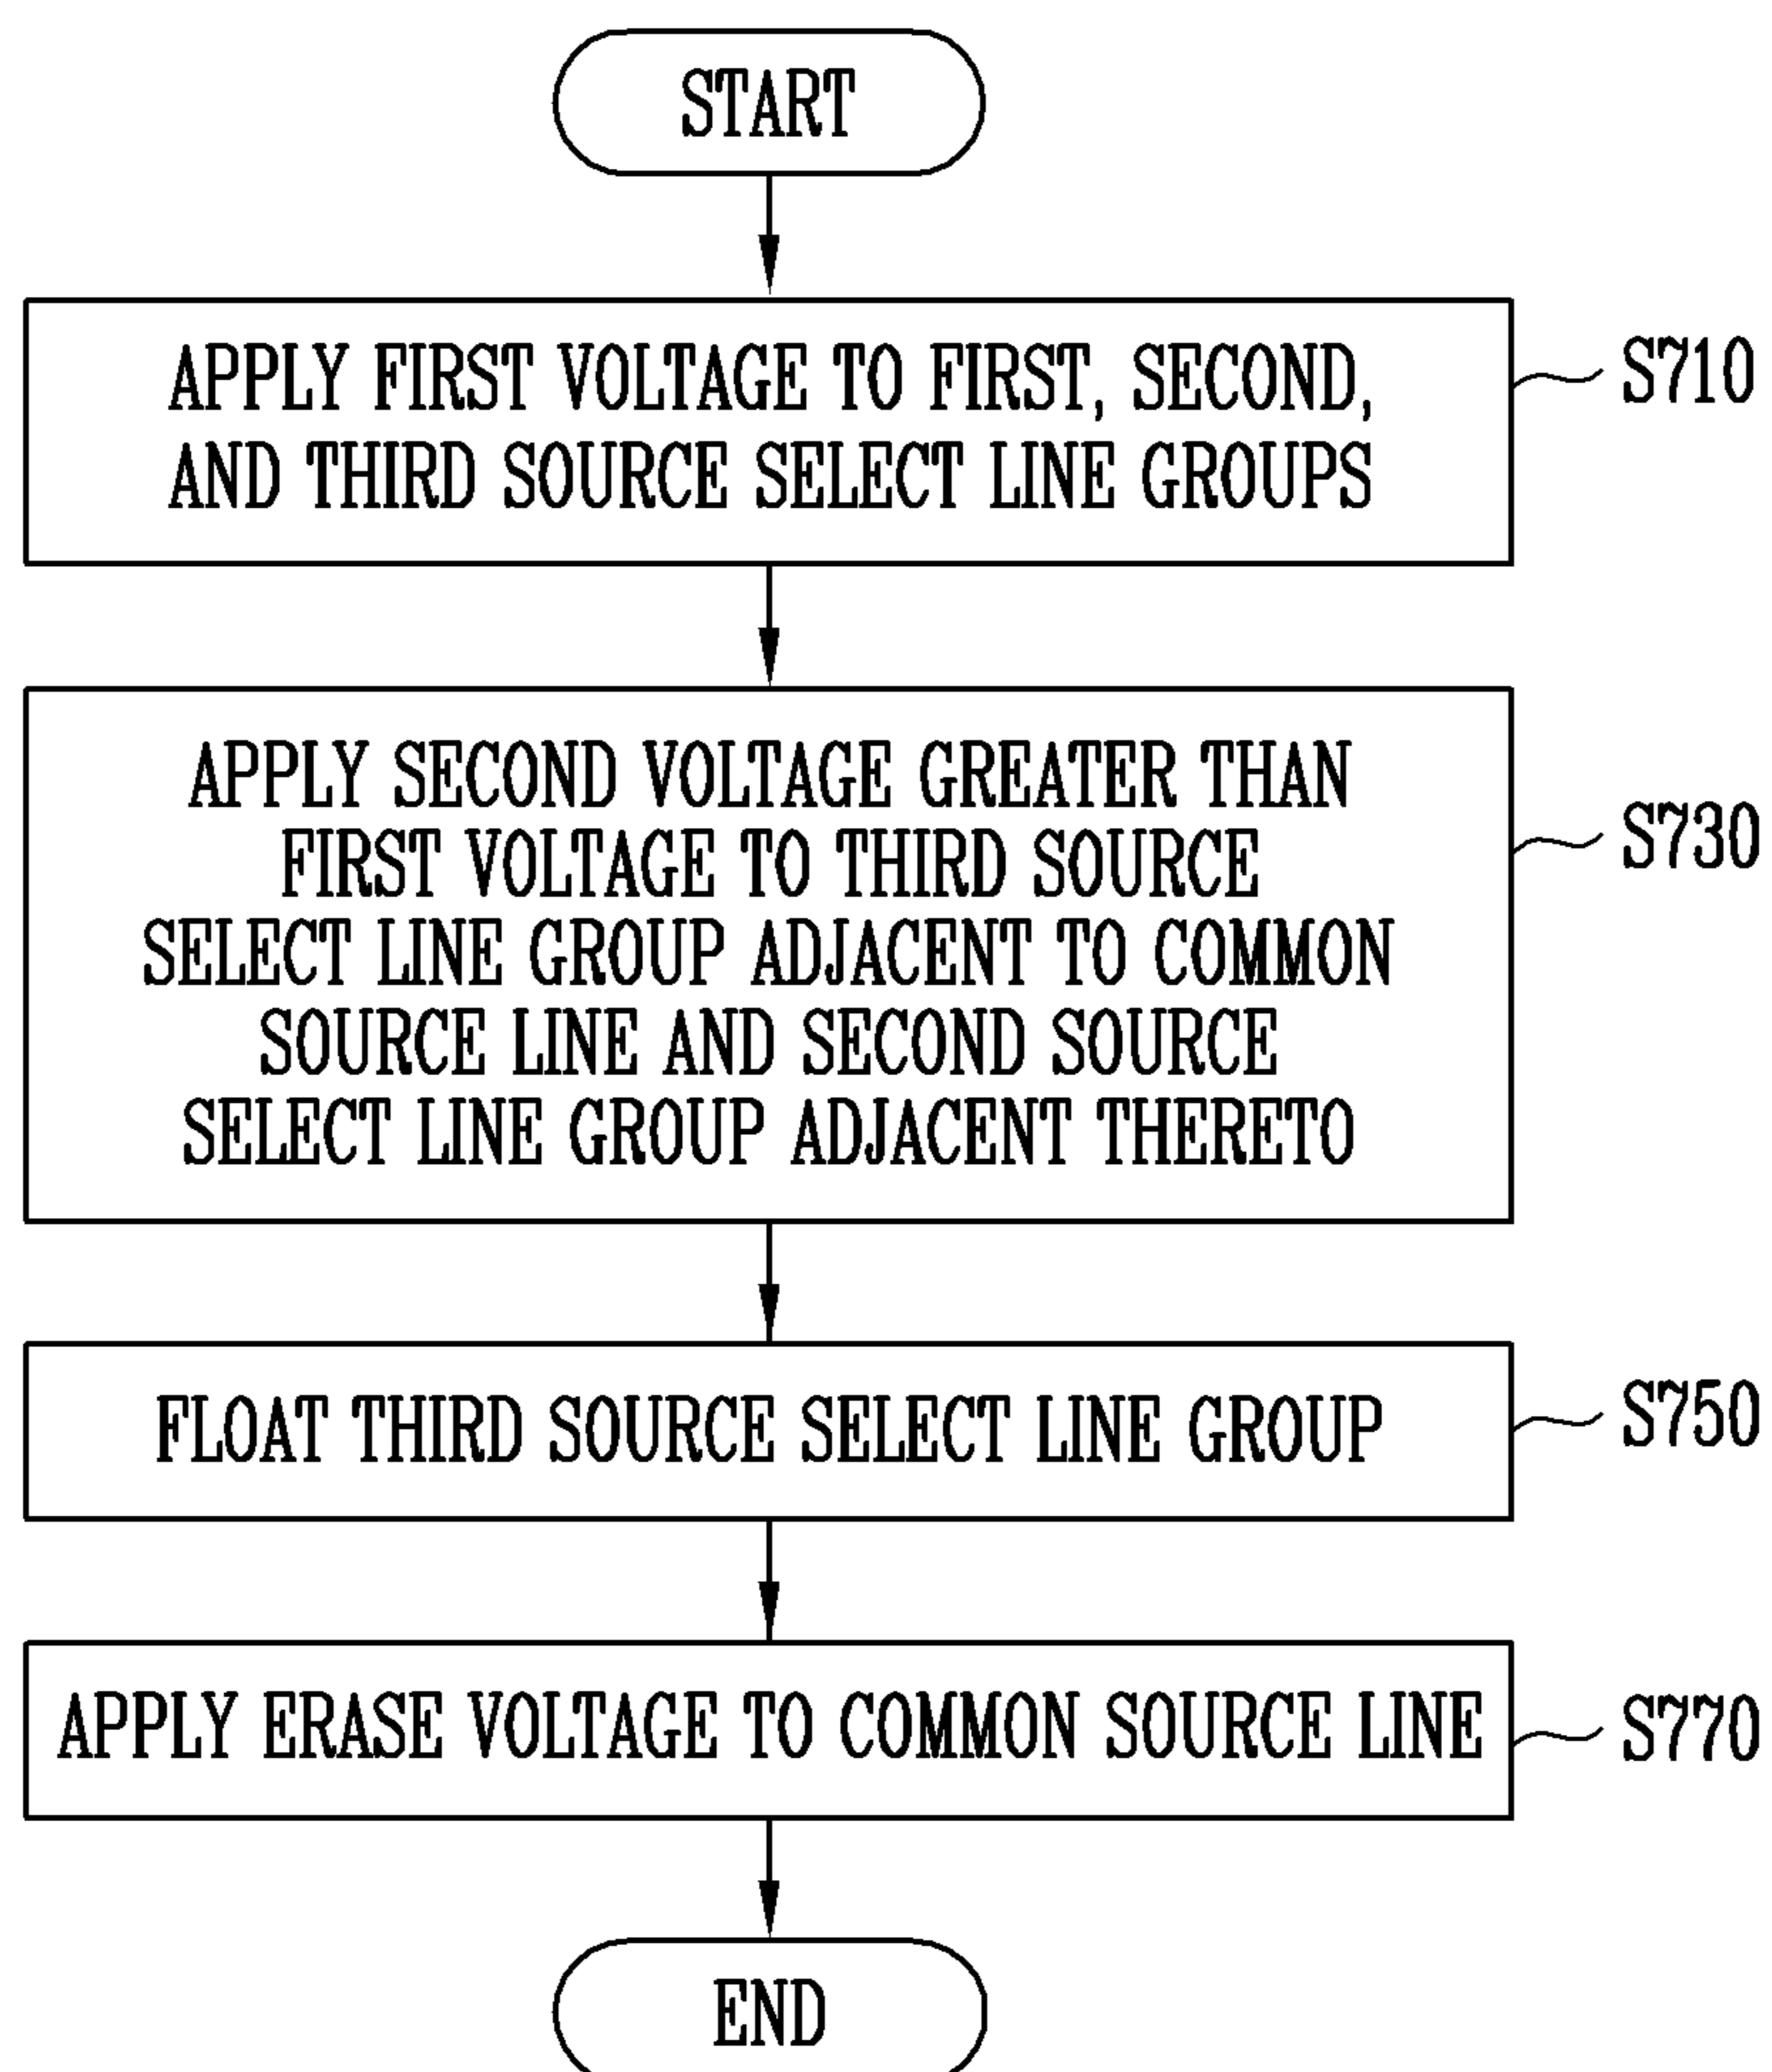 START
APPLY FIRST VOLTAGE TO FIRST, SECOND,
AND THIRD SOURCE SELECT LINE GROUPS
S710
APPLY SECOND VOLTAGE GREATER THAN
FIRST VOLTAGE TO THIRD SOURCE
SELECT LINE GROUP ADJACENT TO COMMON
SOURCE LINE AND SECOND SOURCE
SELECT LINE GROUP ADJACENT THERETO
S730
FLOAT THIRD SOURCE SELECT LINE GROUP
S750
APPLY ERASE VOLTAGE TO COMMON SOURCE LINE
S770
END